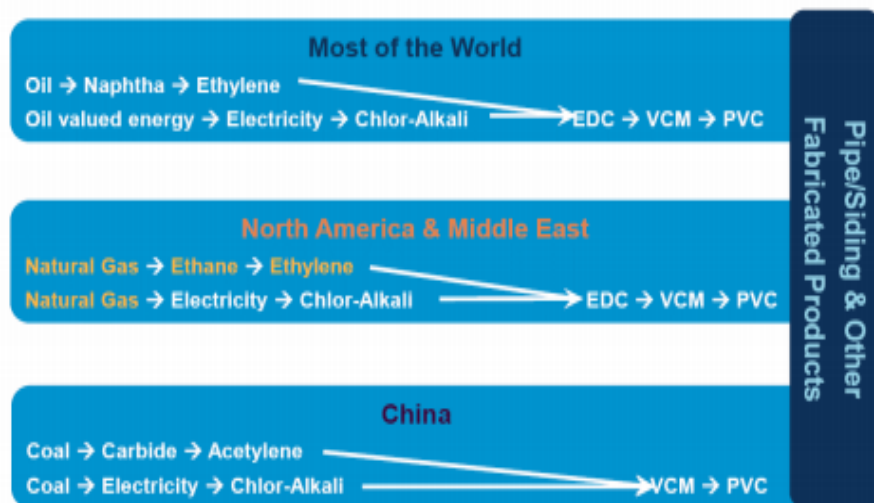 Most of the World
Oil → Naphtha → Ethylene
Oil valued energy → Electricity → Chlor-Alkali
EDC → VCM → PVC
North America & Middle East
Natural Gas → Ethane → Ethylene
Natural Gas → Electricity → Chlor-Alkali
EDC → VCM → PVC
China
Coal → Carbide → Acetylene
Coal → Electricity → Chlor-Alkali
VCM → PVC
Pipe/Siding & Other
Fabricated Products